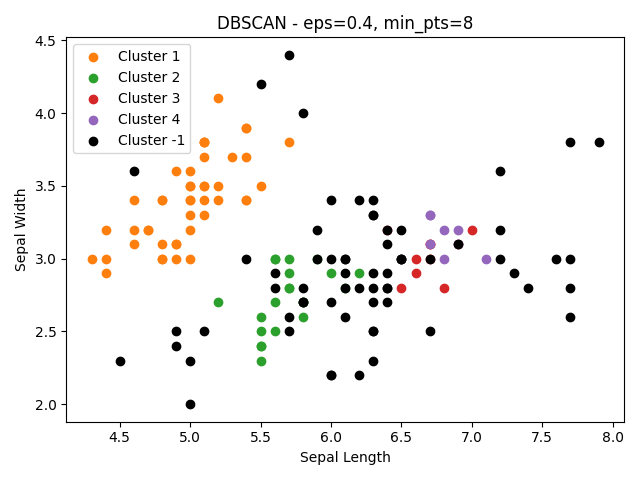 DBSCAN - eps=0.4, min_pts=8
4.5
4.0
3.5
3.0
2.5
2.0
Sepal Width
Cluster 1
Cluster 2
Cluster 3
Cluster 4
Cluster -1
4.5 5.0 5.5 6.0 6.5 7.0 7.5 8.0
Sepal Length